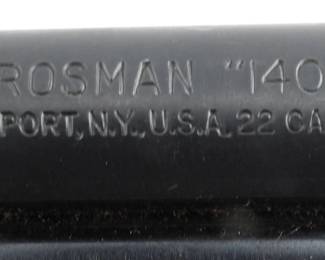 ROSMAN "140
PORT, N.Y., U.S.A. 22 CA